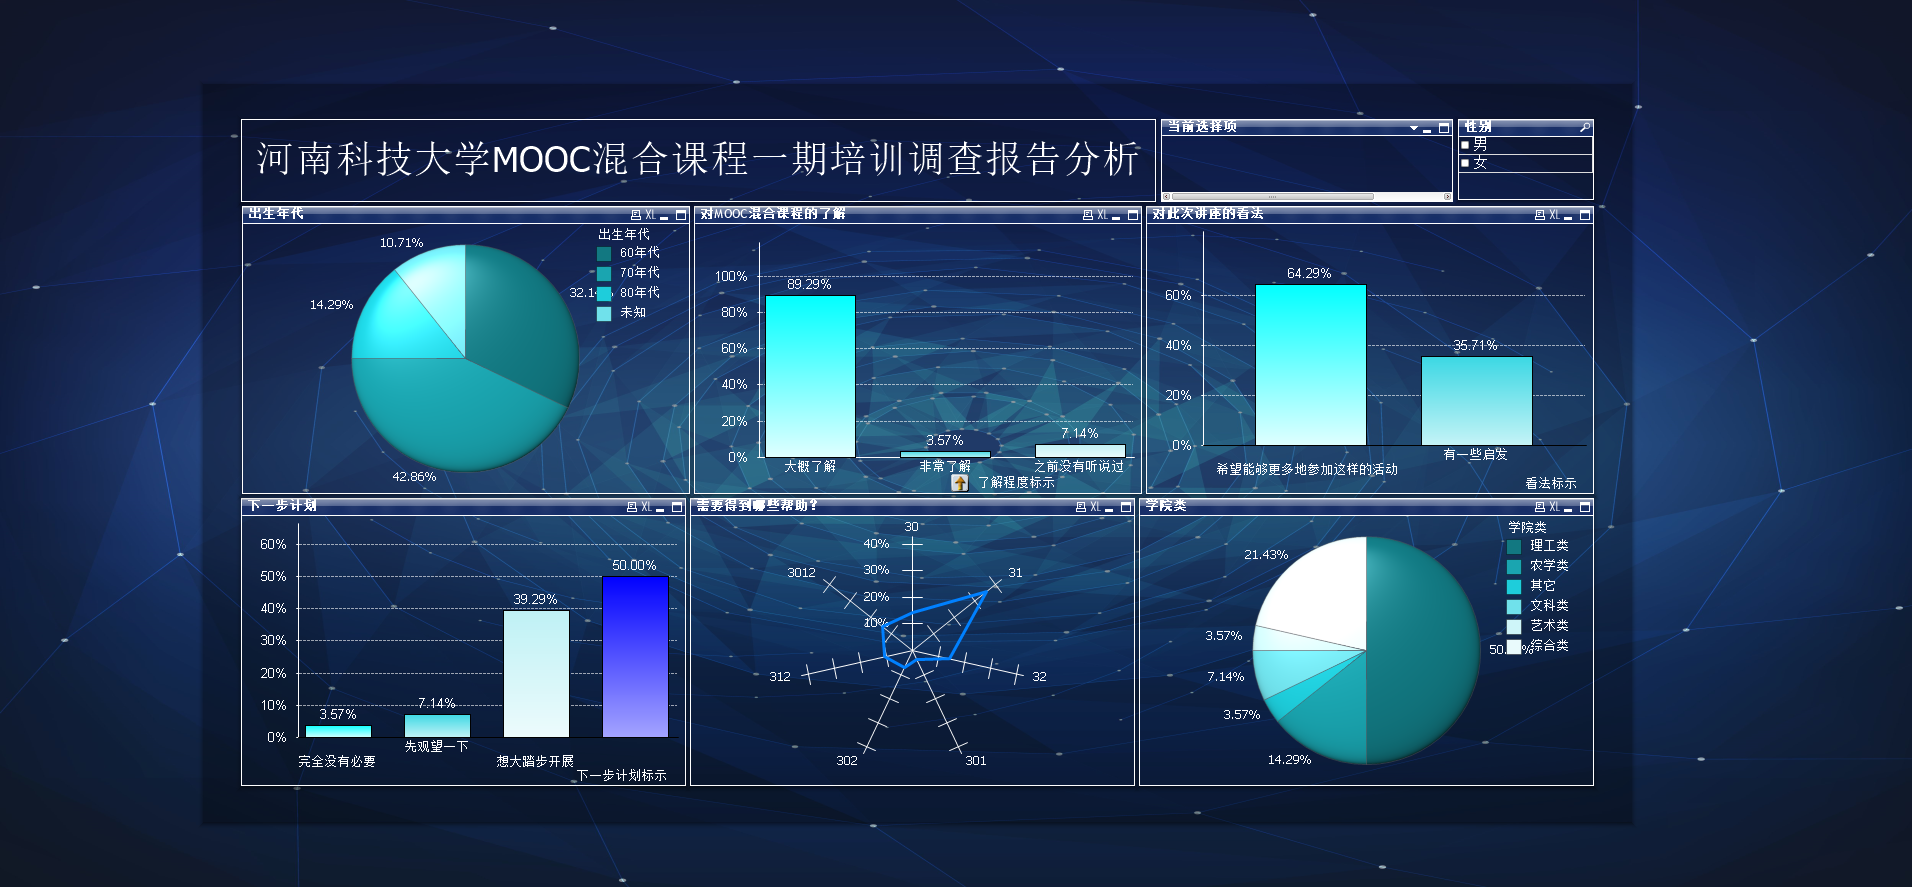 河南科技大学MOOC混合课程一期培训调查报告分析
当前选择项
性别
男
女
出生年代
XL
出生年代
60年代
70年代
80年代
未知
10.71%
14.29%
42.86%
对MOOC混合课程的了解
XL
100%
80%
60%
40%
20%
0%
89.29%
3.57%
7.14%
大概了解
非常了解
之前没有听说过
了解程度标示
对此次讲座的看法
XL
60%
40%
20%
0%
64.29%
35.71%
希望能够更多地参加这样的活动
有一些启发
看法标示
下一步计划
XL
60%
50%
40%
30%
20%
10%
0%
3.57%
7.14%
39.29%
50.00%
完全没有必要
先观望一下
想大踏步开展
下一步计划标示
需要得到哪些帮助?
XL
30
40%
30%
20%
10%
31
32
301
302
312
3012
学院类
XL
学院类
理工类
农学类
其它
文科类
艺术类
综合类
21.43%
3.57%
7.14%
3.57%
14.29%